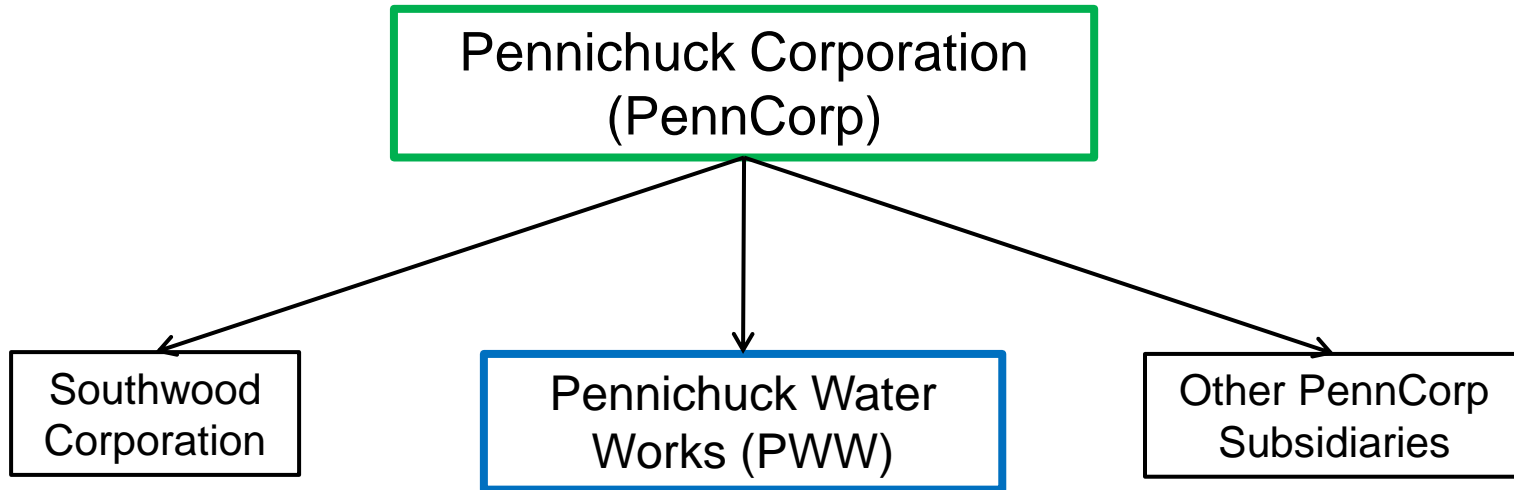 Pennichuck Corporation
(PennCorp)
Southwood
Corporation
Pennichuck Water
Works (PWW)
Other PennCorp
Subsidiaries